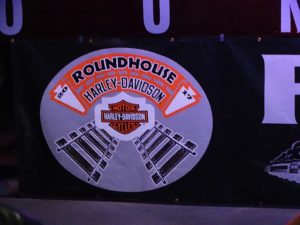 O U N
ROUNDHOUSE
HARLEY-DAVIDSON
20 17
MOTOR
HARLEY-DAVIDSON
CYCLES